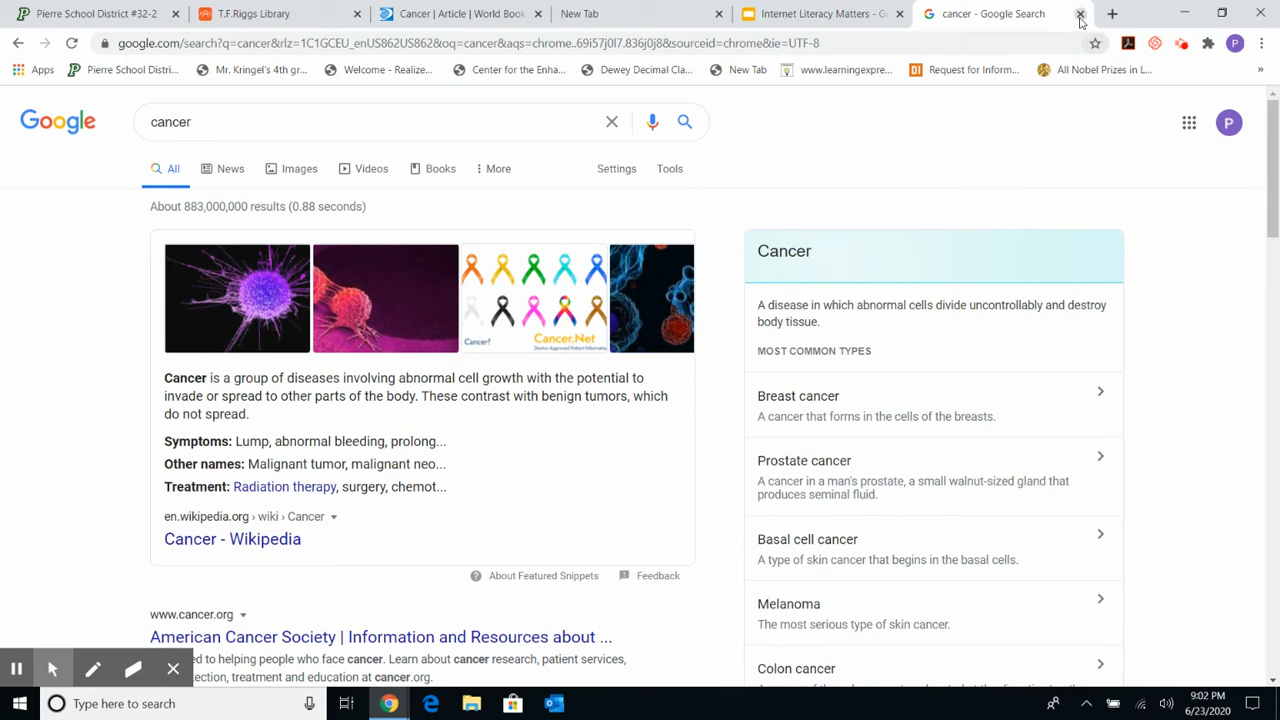 Pierre School District #32-2
T.F.Riggs Library
Cancer | Article | World Book
New Tab
Internet Literacy Matters - Go
cancer - Google Search
google.com/search?q=cancer&rlz=1C1GCEU_enUS862US862&oq=cancer&aqs=chrome..69i57j0l7.836j0j8&sourceid=chrome&ie=UTF-8
P
Apps
Pierre School Distri...
Mr. Kringel's 4th gr...
Welcome - Realize...
Center for the Enha...
Dewey Decimal Cla...
New Tab
www.learningexpre...
Request for Inform...
All Nobel Prizes in L...
»
Google
cancer
P
All
News
Images
Videos
Books
More
Settings
Tools
About 883,000,000 results (0.88 seconds)
Cancer?
Cancer.Net
Cancer is a group of diseases involving abnormal cell growth with the potential to
invade or spread to other parts of the body. These contrast with benign tumors, which
do not spread.
Symptoms: Lump, abnormal bleeding, prolong...
Other names: Malignant tumor, malignant neo...
Treatment: Radiation therapy, surgery, chemot...
en.wikipedia.org › wiki › Cancer
Cancer - Wikipedia
About Featured Snippets
Feedback
www.cancer.org
American Cancer Society | Information and Resources about ...
ed to helping people who face cancer. Learn about cancer research, patient services,
ection, treatment and education at cancer.org.
Cancer
A disease in which abnormal cells divide uncontrollably and destroy
body tissue.
MOST COMMON TYPES
Breast cancer
A cancer that forms in the cells of the breasts.
Prostate cancer
A cancer in a man's prostate, a small walnut-sized gland that
produces seminal fluid.
Basal cell cancer
A type of skin cancer that begins in the basal cells.
Melanoma
The most serious type of skin cancer.
Colon cancer
Type here to search
9:02 PM
6/23/2020